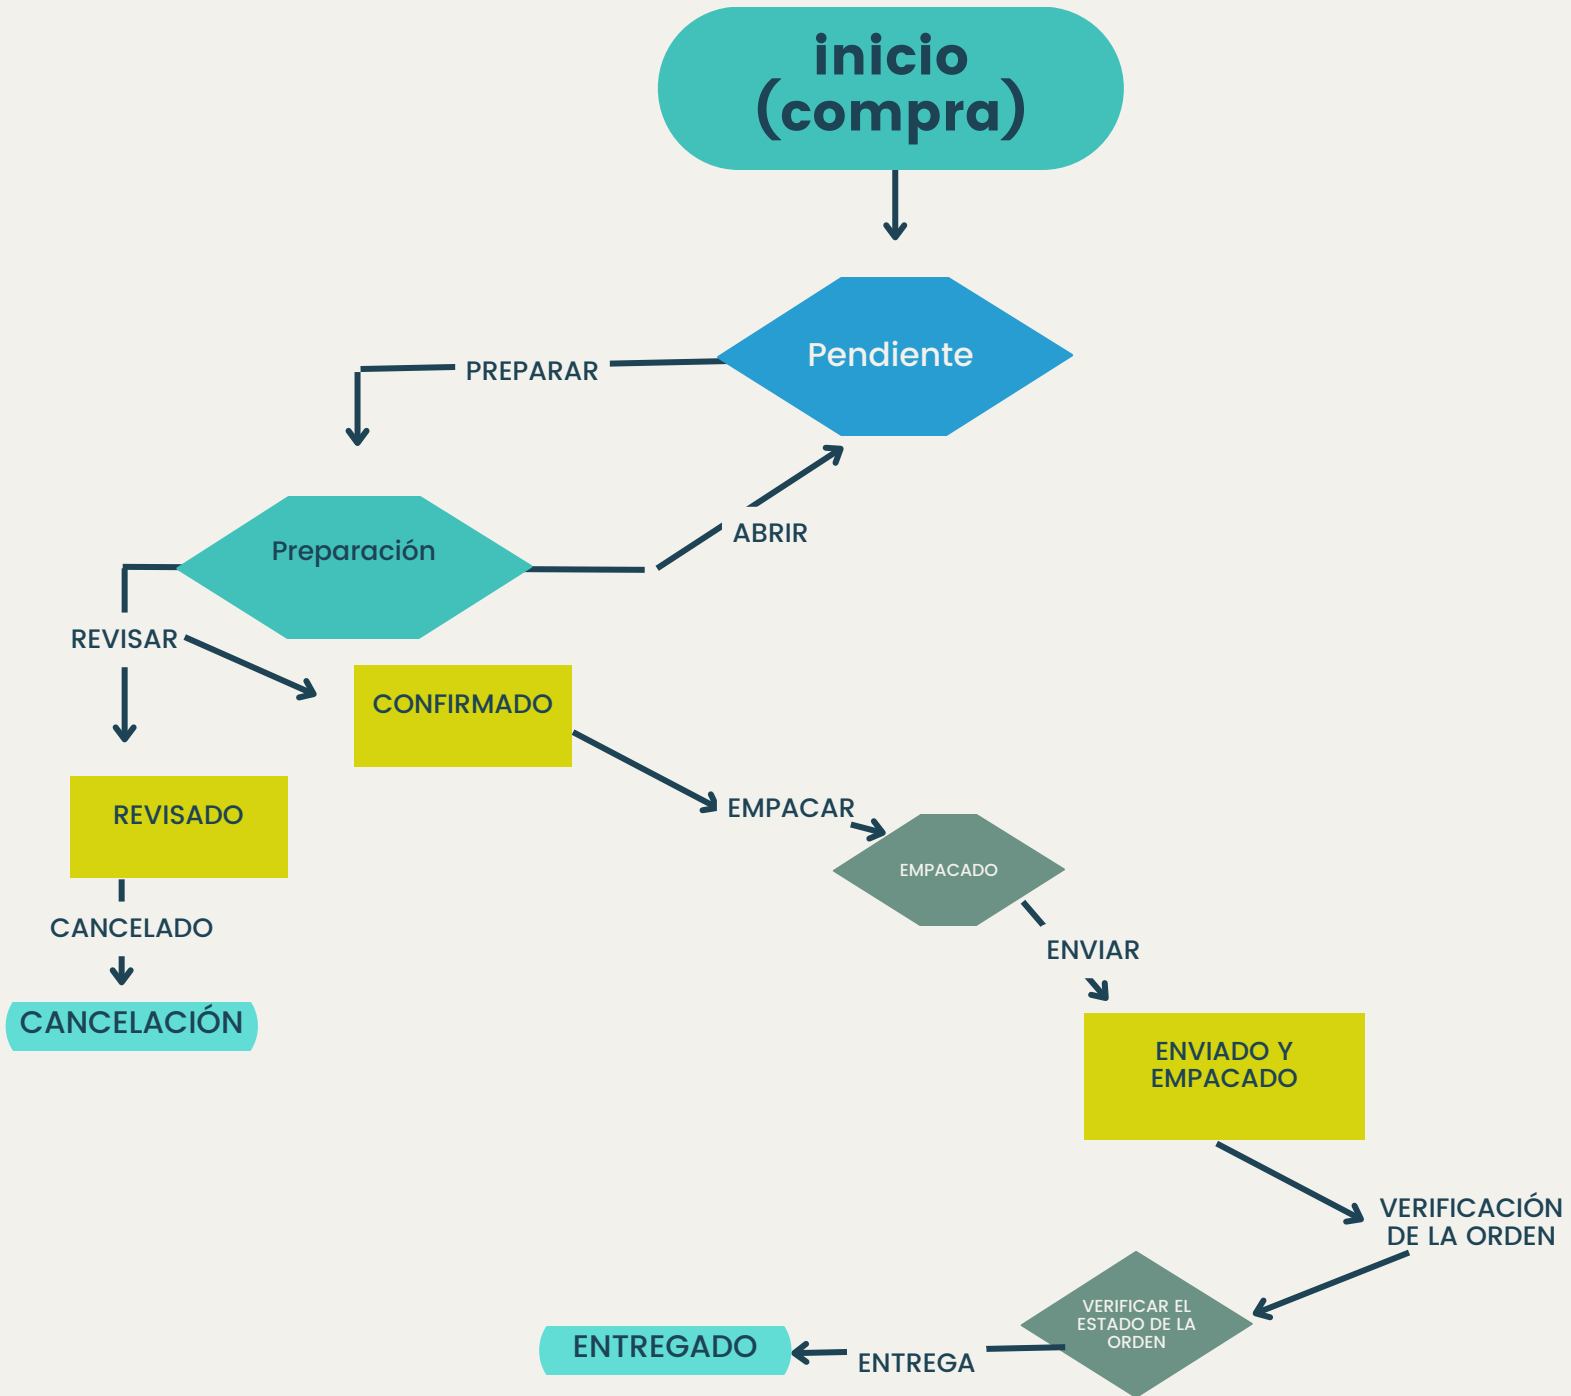 inicio
(compra)
Pendiente
PREPARAR
ABRIR
Preparación
REVISAR
CONFIRMADO
EMPACAR
REVISADO
EMPACADO
CANCELADO
ENVIAR
CANCELACIÓN
ENVIADO Y
EMPACADO
VERIFICACIÓN
DE LA ORDEN
VERIFICAR EL
ESTADO DE LA
ORDEN
ENTREGA
ENTREGADO